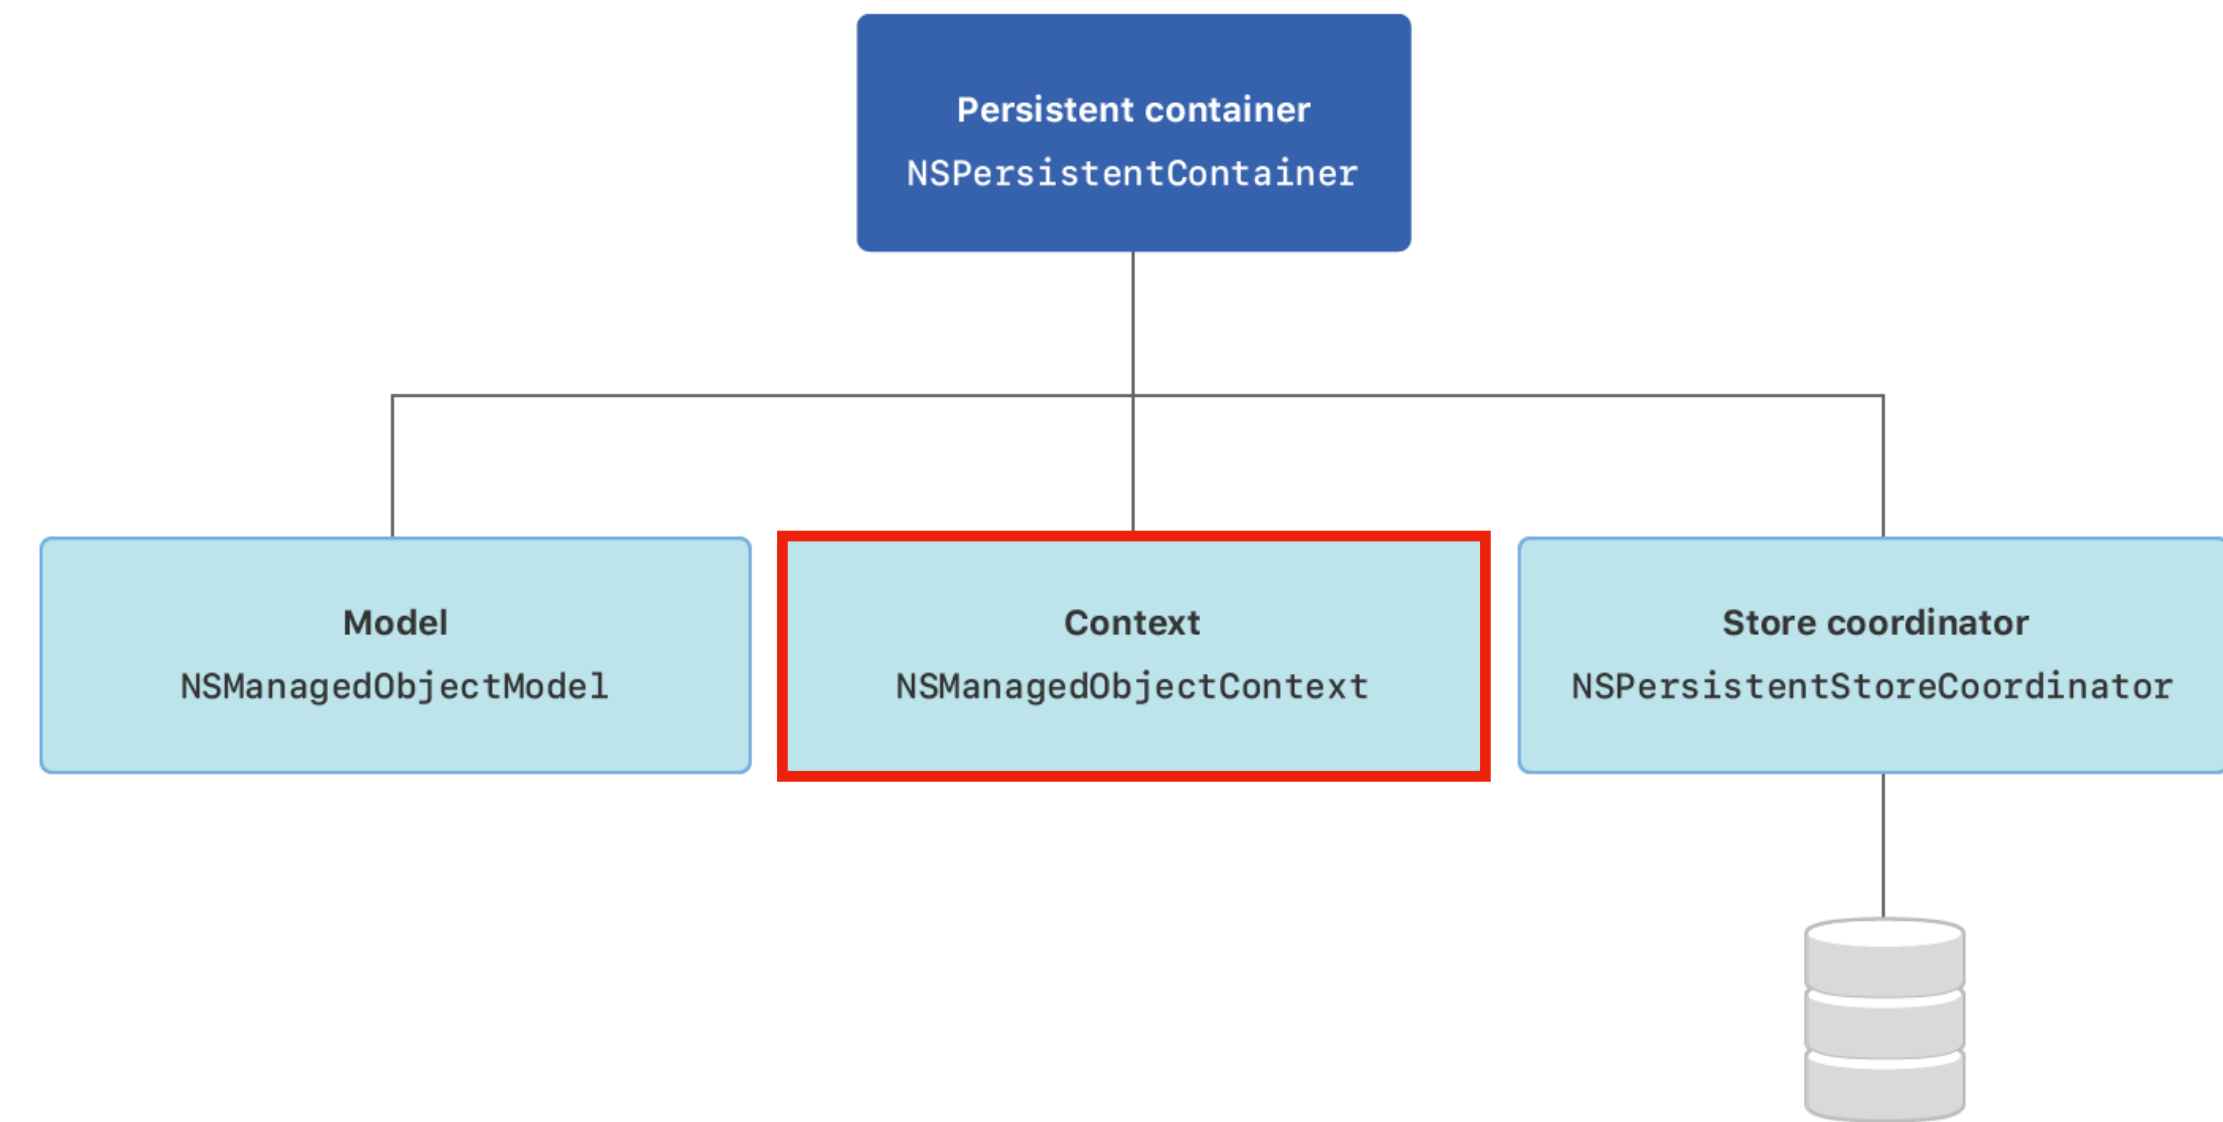 Persistent container
NSPersistentContainer
Model
NSManagedObjectModel
Context
NSManagedObjectContext
Store coordinator
NSPersistentStoreCoordinator